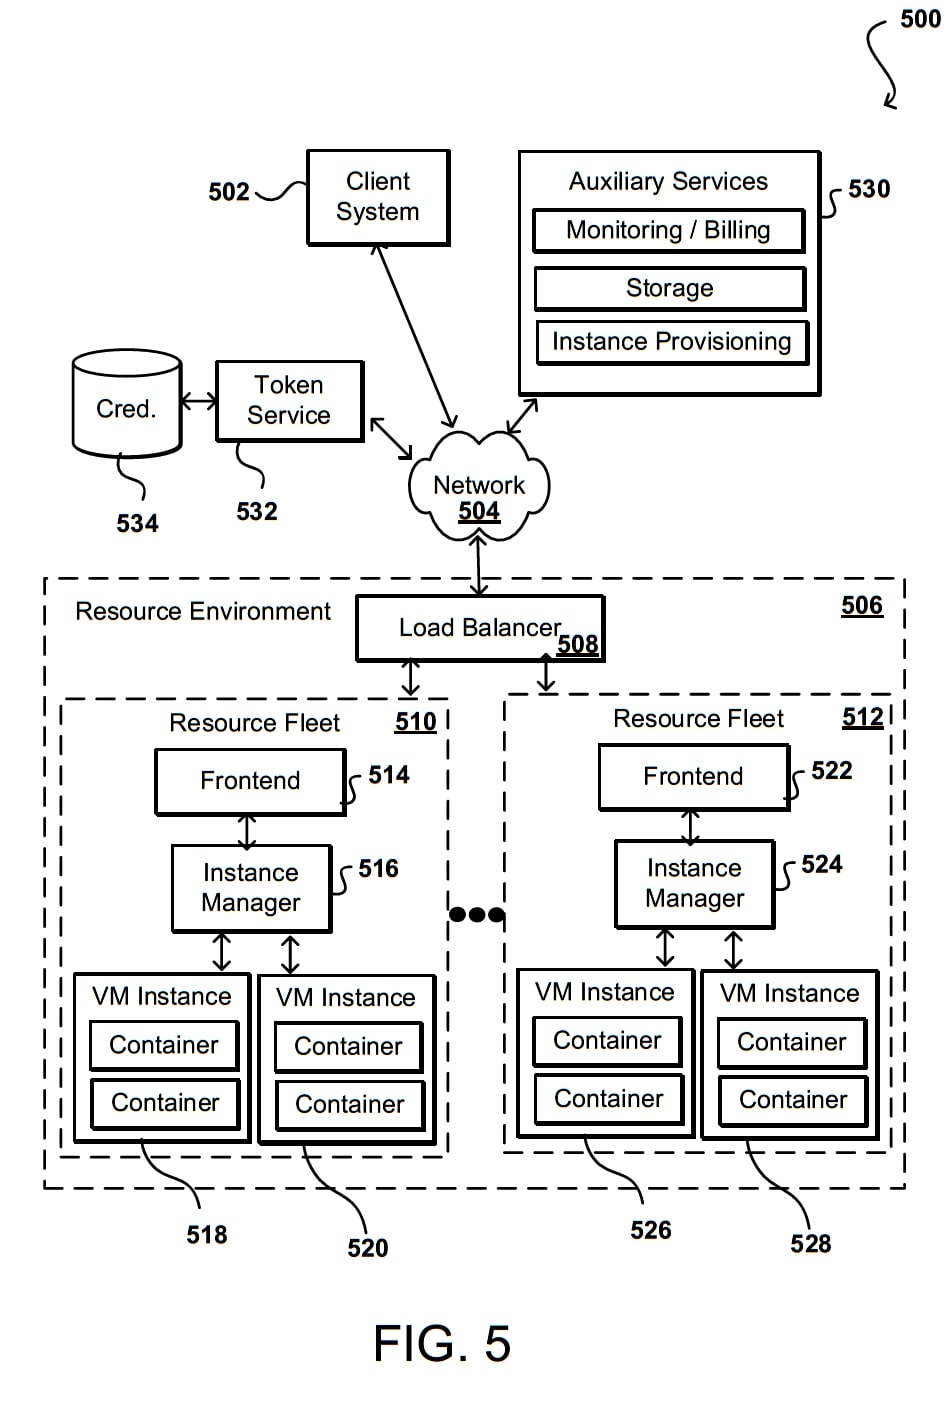 500
Client
System
502
Auxiliary Services
530
Monitoring / Billing
Storage
Instance Provisioning
Cred.
534
Token
Service
532
Network
504
Resource Environment
506
Load Balancer
508
Resource Fleet
510
Frontend
514
Instance
Manager
516
VM Instance
Container
Container
518
VM Instance
Container
Container
520
Resource Fleet
512
Frontend
522
Instance
Manager
524
VM Instance
Container
Container
526
VM Instance
Container
Container
528
FIG. 5